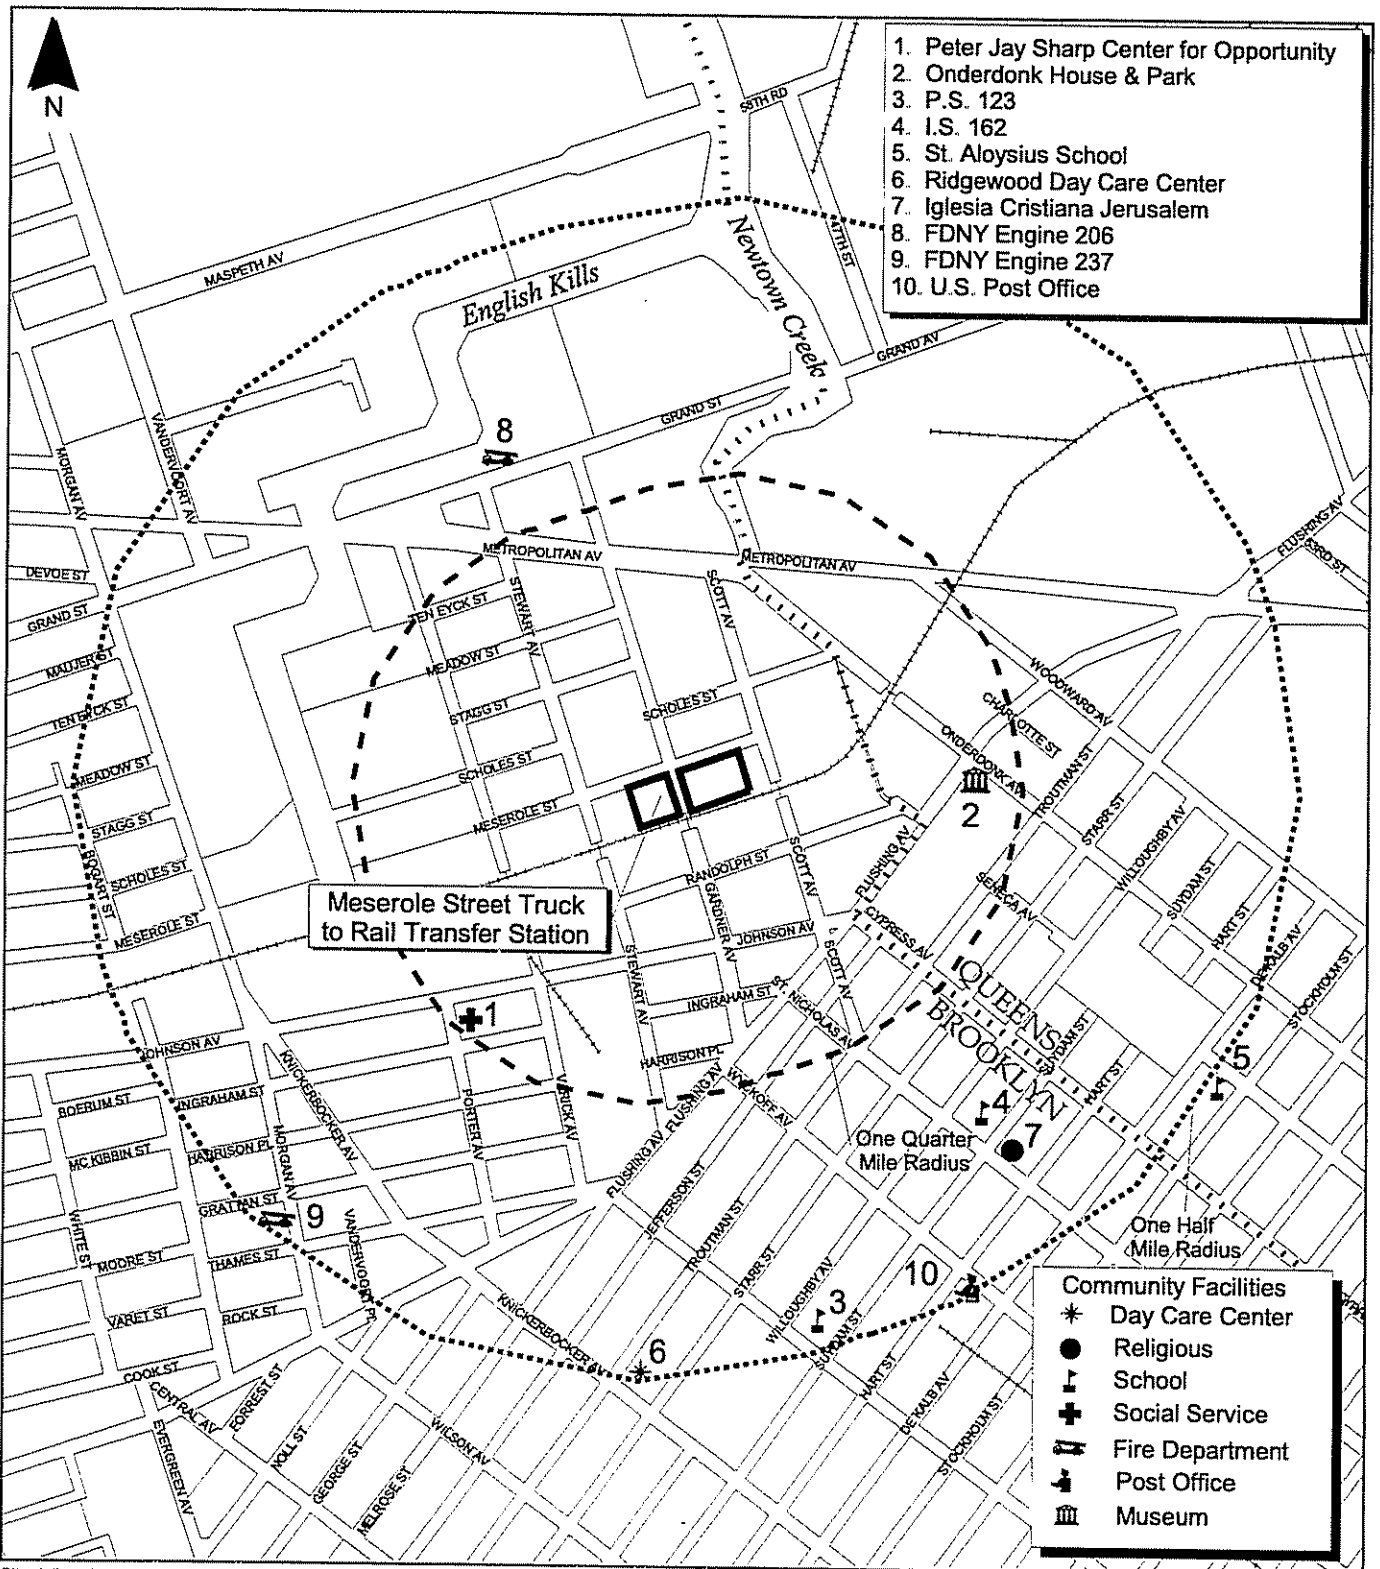 N
1. Peter Jay Sharp Center for Opportunity
2. Onderdonk House & Park
3. P.S. 123
4. I.S. 162
5. St. Aloysius School
6. Ridgewood Day Care Center
7. Iglesia Cristiana Jerusalem
8. FDNY Engine 206
9. FDNY Engine 237
10. U.S. Post Office
58TH RD
47TH ST
MASPETH AV
English Kills
Newtown Creek
GRAND AV
GRAND ST
8
VANDERVOORT AV
MORGAN AV
METROPOLITAN AV
METROPOLITAN AV
FLUSHING AV
53RD ST
DEVOE ST
GRAND ST
MAUJER ST
TEN EYCK ST
MEADOW ST
STAGG ST
SCHOLES ST
MESEROLE ST
BOGART ST
TEN EYCK ST
STEWART AV
SCOTT AV
MEADOW ST
STAGG ST
SCHOLES ST
SCHOLES ST
MESEROLE ST
WOODWARD AV
CHARLOTTE ST
ONDERDONK AV
TROUTMAN ST
STARR ST
WILLOUGHBY AV
SUYDAM ST
HART ST
DEKALB AV
STOCKHOLM ST
2
SENECA AV
FLUSHING AV
CYPRESS AV
RANDOLPH ST
SCOTT AV
GARDNER AV
JOHNSON AV
SCOTT AV
Meserole Street Truck
to Rail Transfer Station
STEWART AV
INGRAHAM ST
ST. NICHOLAS AV
HARRISON PL
QUEENS
BROOKLYN
SUYDAM ST
HART ST
1
5
4
7
JOHNSON AV
KNICKERBOCKER AV
BOERUM ST
INGRAHAM ST
MC KIBBIN ST
HARRISON PL
MORGAN AV
PORTER AV
VARICK AV
FLUSHING AV
FLUSHING AV
WYCKOFF AV
One Quarter
Mile Radius
One Half
Mile Radius
GRATTAN ST
9
WHITE ST
MOORE ST
THAMES ST
VANDERVOORT PL
VARET ST
ROCK ST
COOK ST
CENTRAL AV
FORREST ST
EVERGREEN AV
NOLL ST
GEORGE ST
MELROSE ST
WILSON AV
KNICKERBOCKER AV
JEFFERSON ST
TROUTMAN ST
STARR ST
WILLOUGHBY AV
SUYDAM ST
HART ST
DE KALB AV
STOCKHOLM ST
6
3
10
Community Facilities
Day Care Center
Religious
School
Social Service
Fire Department
Post Office
Museum